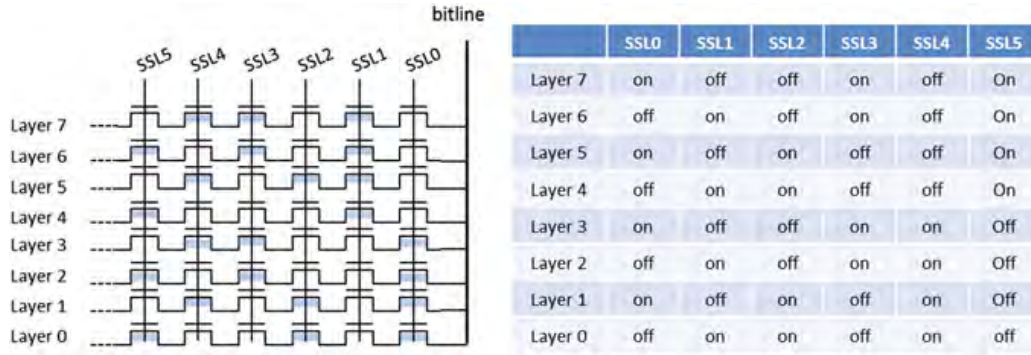 bitline
SSL5 SSL4 SSL3 SSL2 SSL1 SSL0
Layer 7
Layer 6
Layer 5
Layer 4
Layer 3
Layer 2
Layer 1
Layer 0
SSL0 SSL1 SSL2 SSL3 SSL4 SSL5
Layer 7 on off off on off On
Layer 6 off on off on off On
Layer 5 on off on off off On
Layer 4 off on on off off On
Layer 3 on off off on on Off
Layer 2 off on off on on Off
Layer 1 on off on off on Off
Layer 0 off on on off on off